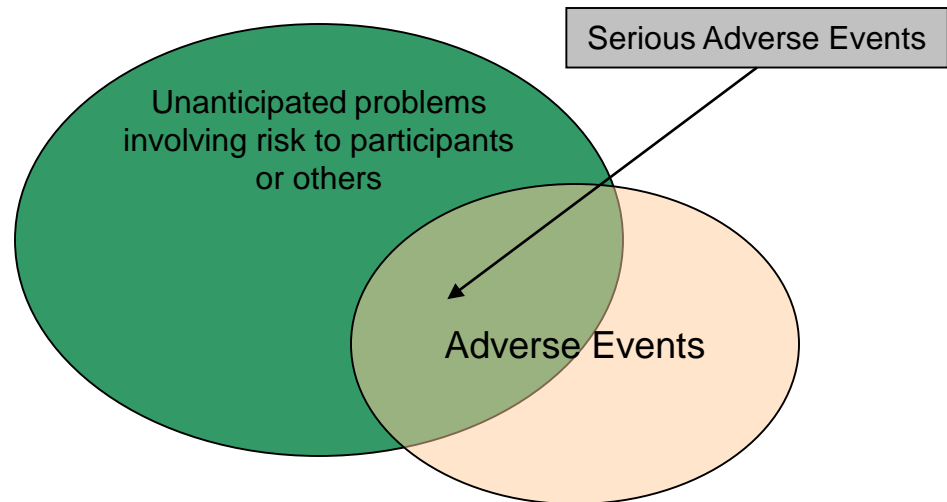 Serious Adverse Events
Unanticipated problems
involving risk to participants
or others
Adverse Events